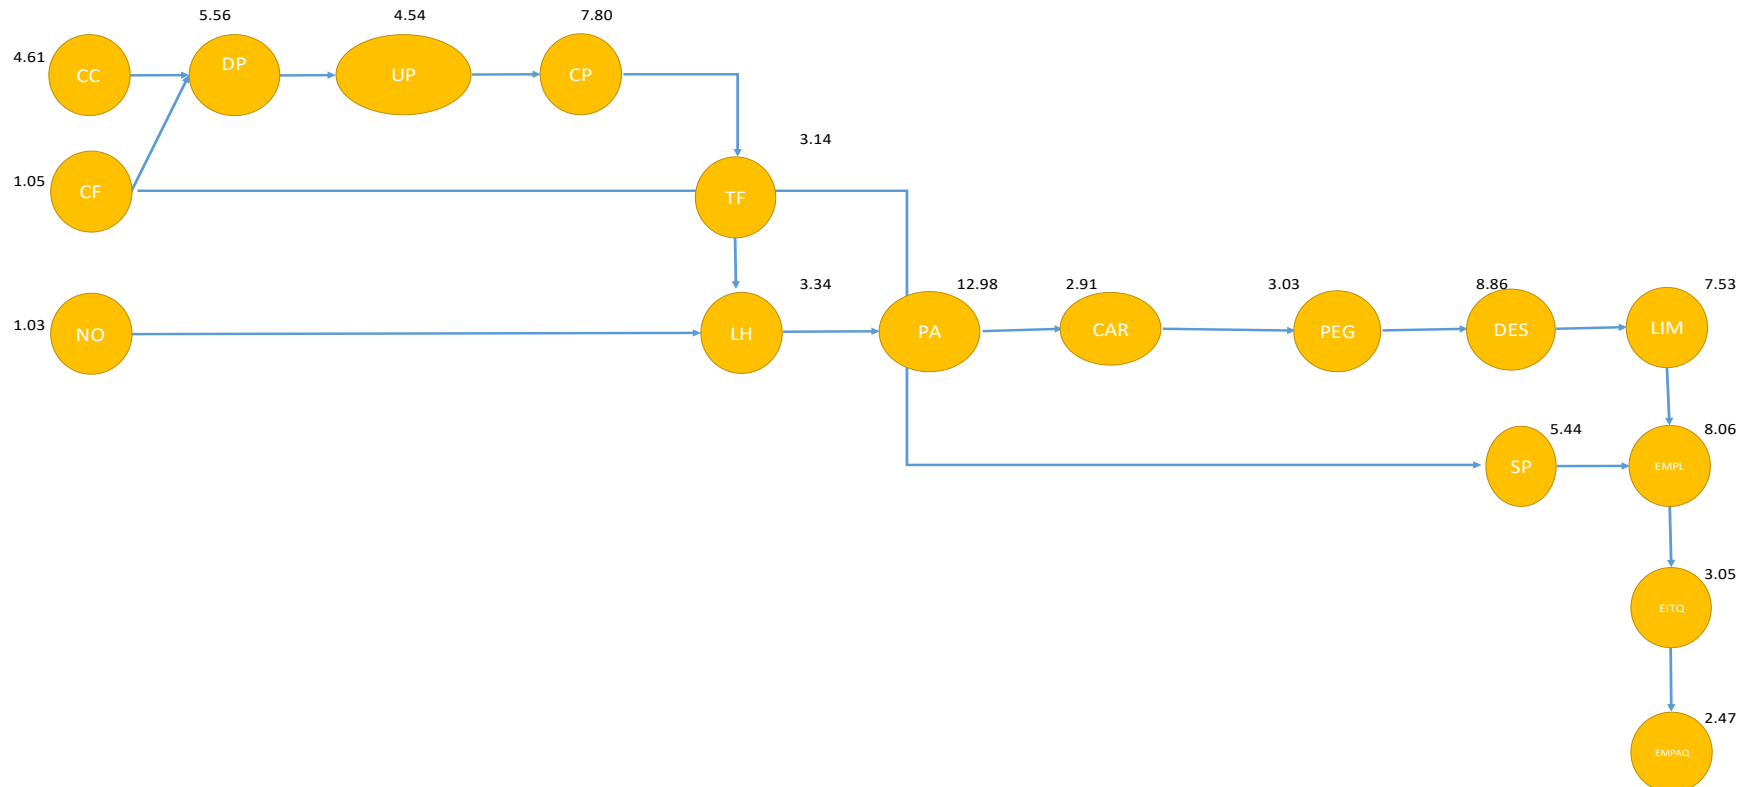 5.56 4.54 7.80
4.61 CC DP UP CP
3.14
1.05 CF TF
3.34 12.98 2.91 3.03 8.86 7.53
1.03 NO LH PA CAR PEG DES LIM
5.44 8.06
SP EMPL
3.05
EITQ
2.47
EMPAQ